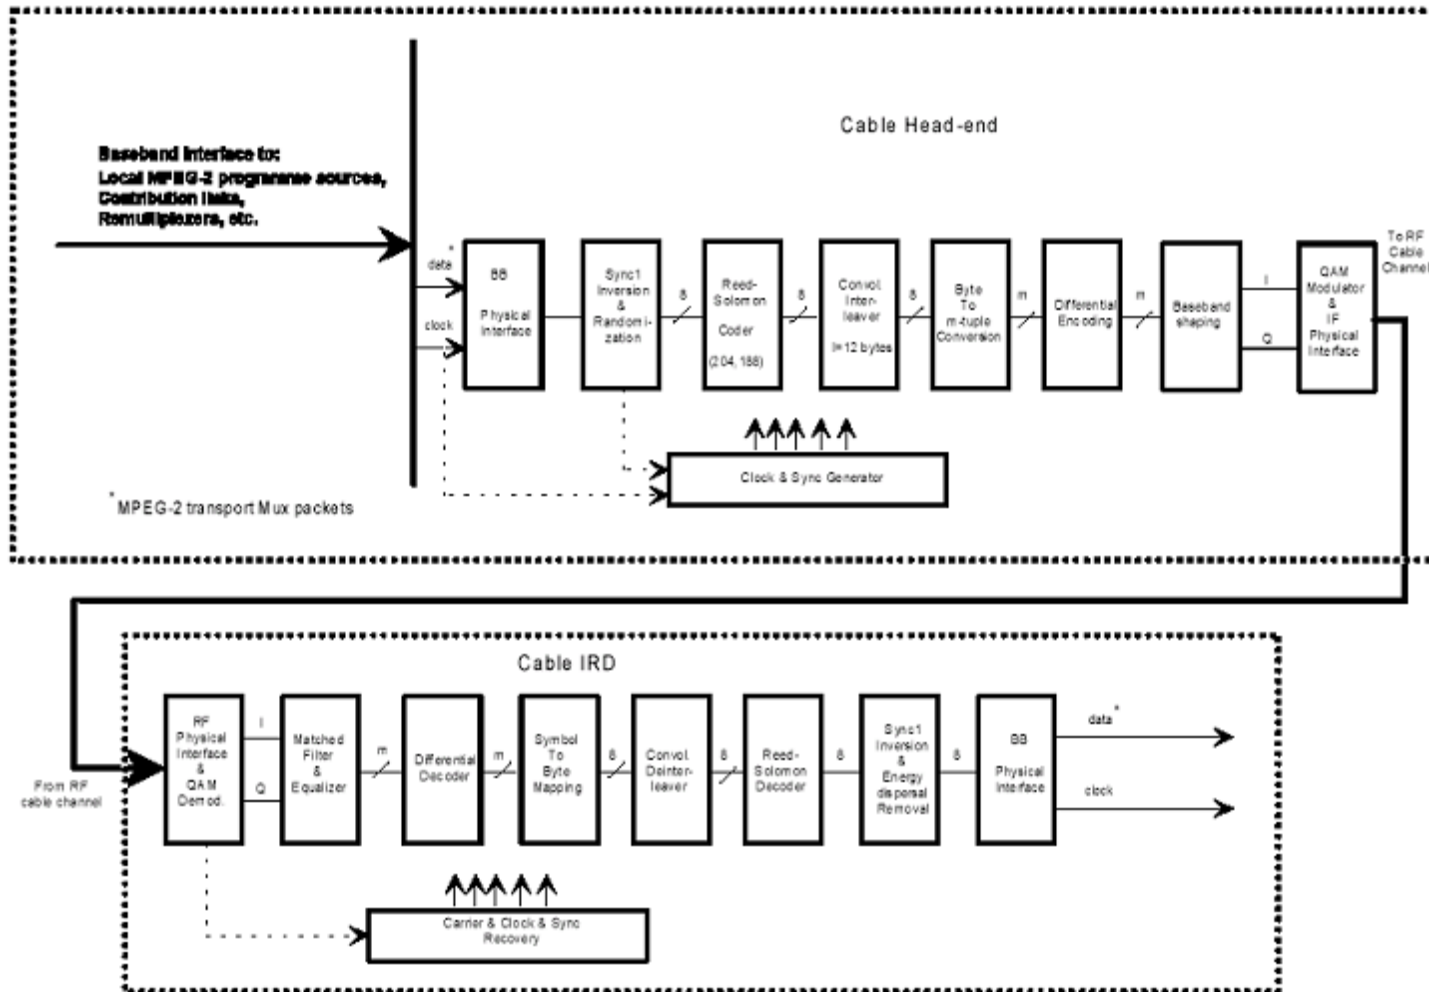 Cable Head-end
Baseband interface to:
Local MPEG-2 programme sources,
Contribution links,
Remultiplexers, etc.
data*
clock
BB
Physical
Interface
Sync1
Inversion
&
Randomi-
zation
8
Reed-
Solomon
Coder
(204, 188)
8
Convol.
Inter-
leaver
I=12 bytes
8
Byte
To
m-tuple
Conversion
m
Differential
Encoding
m
Baseband
shaping
I
Q
QAM
Modulator
&
IF
Physical
Interface
To RF
Cable
Channel
Clock & Sync Generator
*MPEG-2 transport Mux packets
Cable IRD
From RF
cable channel
RF
Physical
Interface
&
QAM
Demod.
I
Q
Matched
Filter
&
Equalizer
m
Differential
Decoder
m
Symbol
To
Byte
Mapping
8
Convol.
Deinter-
leaver
8
Reed-
Solomon
Decoder
8
Sync1
Inversion
&
Energy
dispersal
Removal
8
BB
Physical
Interface
data*
clock
Carrier & Clock & Sync
Recovery